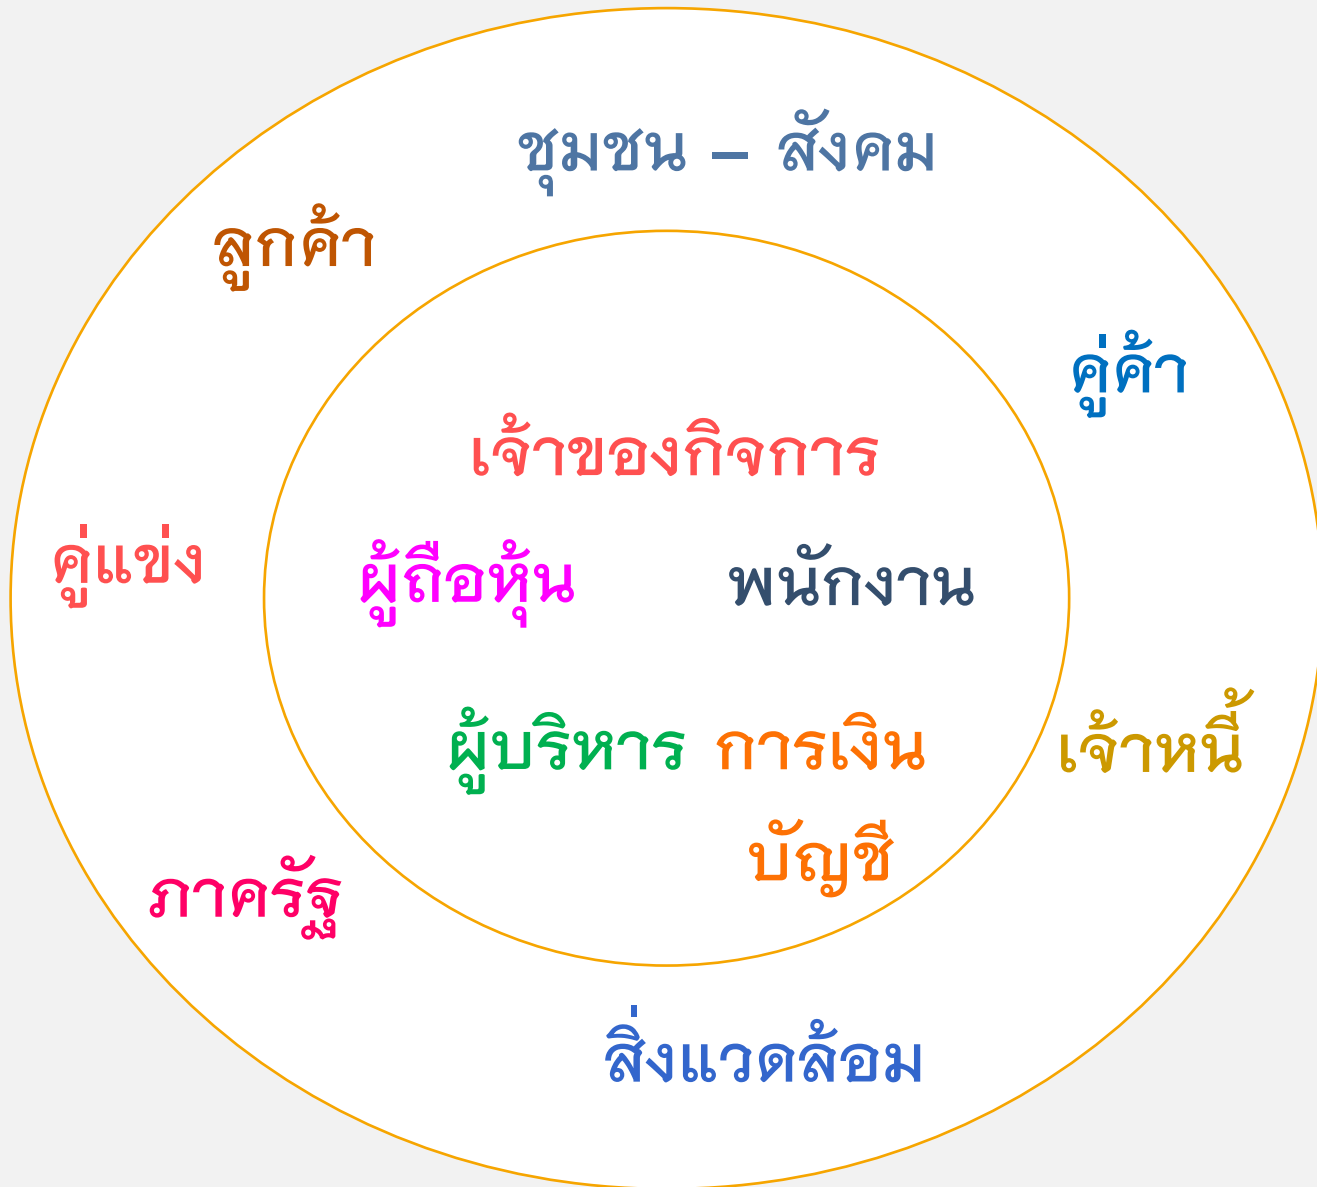 ชุมชน – สังคม
ลูกค้า
คู่ค้า
เจ้าของกิจการ
คู่แข่ง
ผู้ถือหุ้น
พนักงาน
ผู้บริหาร
การเงิน
บัญชี
เจ้าหนี้
ภาครัฐ
สิ่งแวดล้อม